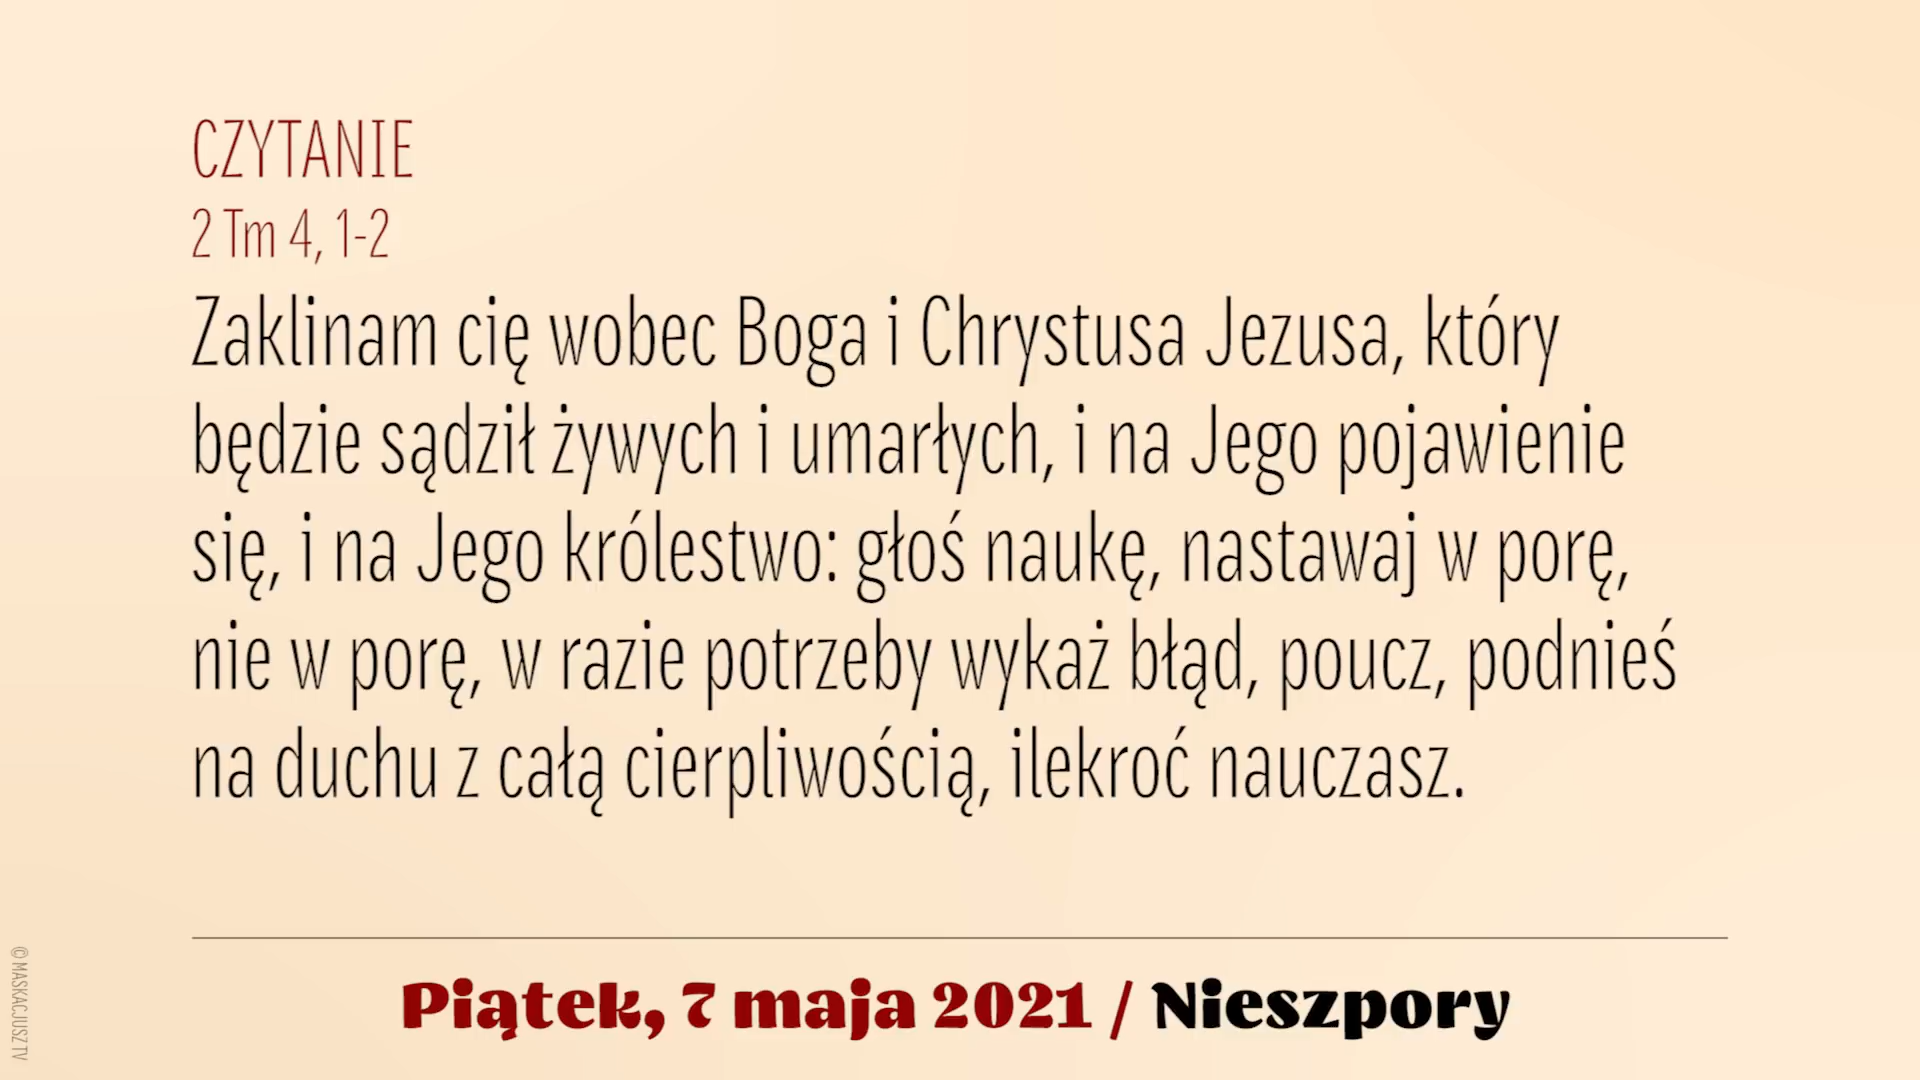 CZYTANIE
2 Tm 4, 1-2
Zaklinam cię wobec Boga i Chrystusa Jezusa, który
będzie sądził żywych i umarłych, i na Jego pojawienie
się, i na Jego królestwo: głoś naukę, nastawaj w porę,
nie w porę, w razie potrzeby wykaż błąd, poucz, podnieś
na duchu z całą cierpliwością, ilekroć nauczasz.
Piątek, 7 maja 2021 / Nieszpory
© MASKACJUSZ TV